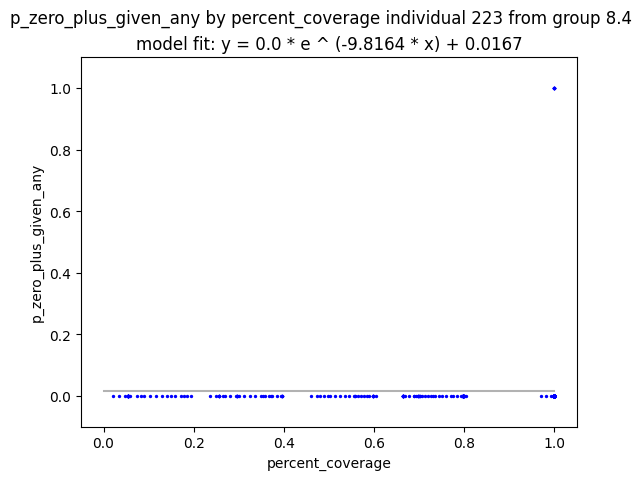 p_zero_plus_given_any by percent_coverage individual 223 from group 8.4
model fit: y = 0.0 * e ^ (-9.8164 * x) + 0.0167
1.0
0.8
0.6
0.4
0.2
0.0
p_zero_plus_given_any
0.0 0.2 0.4 0.6 0.8 1.0
percent_coverage